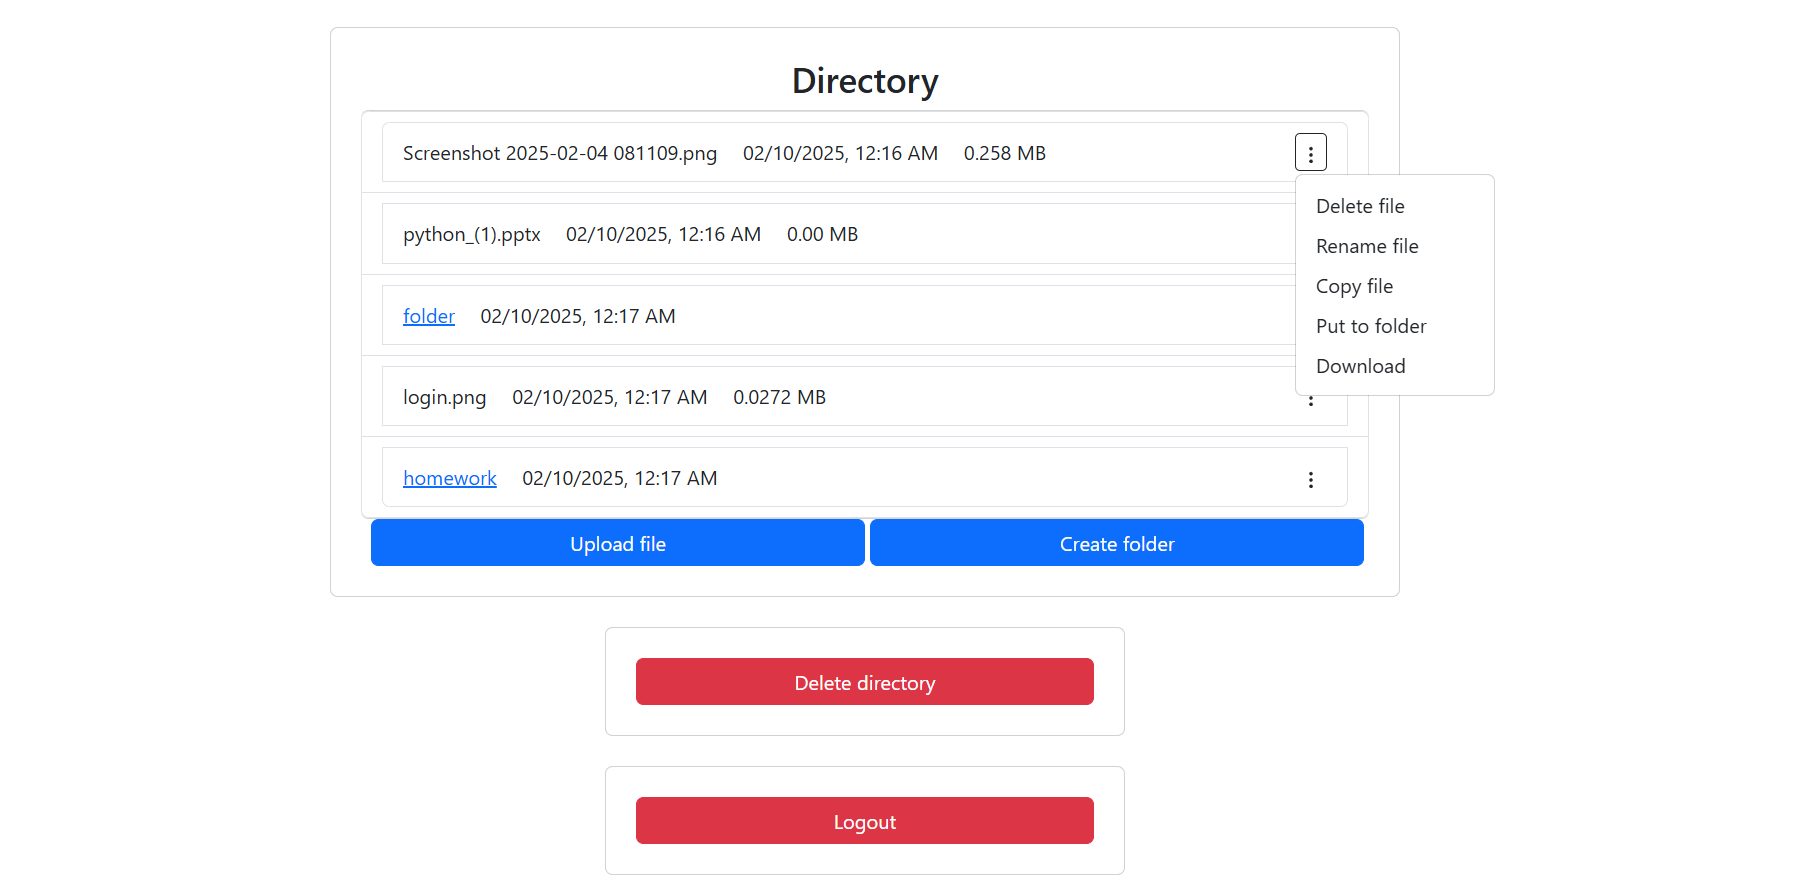 Directory
Screenshot 2025-02-04 081109.png 02/10/2025, 12:16 AM 0.258 MB
Delete file
python_(1).pptx 02/10/2025, 12:16 AM 0.00 MB
Rename file
Copy file
folder 02/10/2025, 12:17 AM
Put to folder
Download
login.png 02/10/2025, 12:17 AM 0.0272 MB
homework 02/10/2025, 12:17 AM
Upload file Create folder
Delete directory
Logout